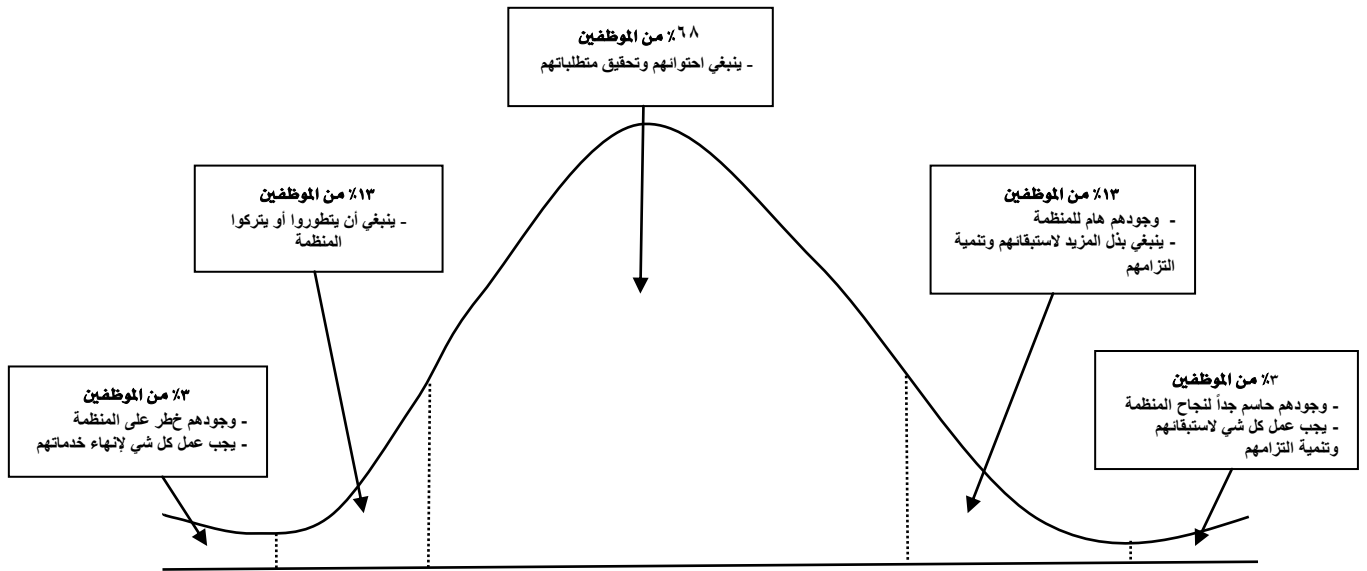 ٦٨٪ من الموظفين
- ينبغي احتوائهم وتحقيق متطلباتهم
١٣٪ من الموظفين
- وجودهم هام للمنظمة
- ينبغي بذل المزيد لاستبقائهم وتنمية
التزامهم
١٣٪ من الموظفين
- ينبغي أن يتطوروا أو يتركوا
المنظمة
٣٪ من الموظفين
- وجودهم حاسم جداً لنجاح المنظمة
- يجب عمل كل شي لاستبقائهم
وتنمية التزامهم
٣٪ من الموظفين
- وجودهم خطر على المنظمة
- يجب عمل كل شي لإنهاء خدماتهم